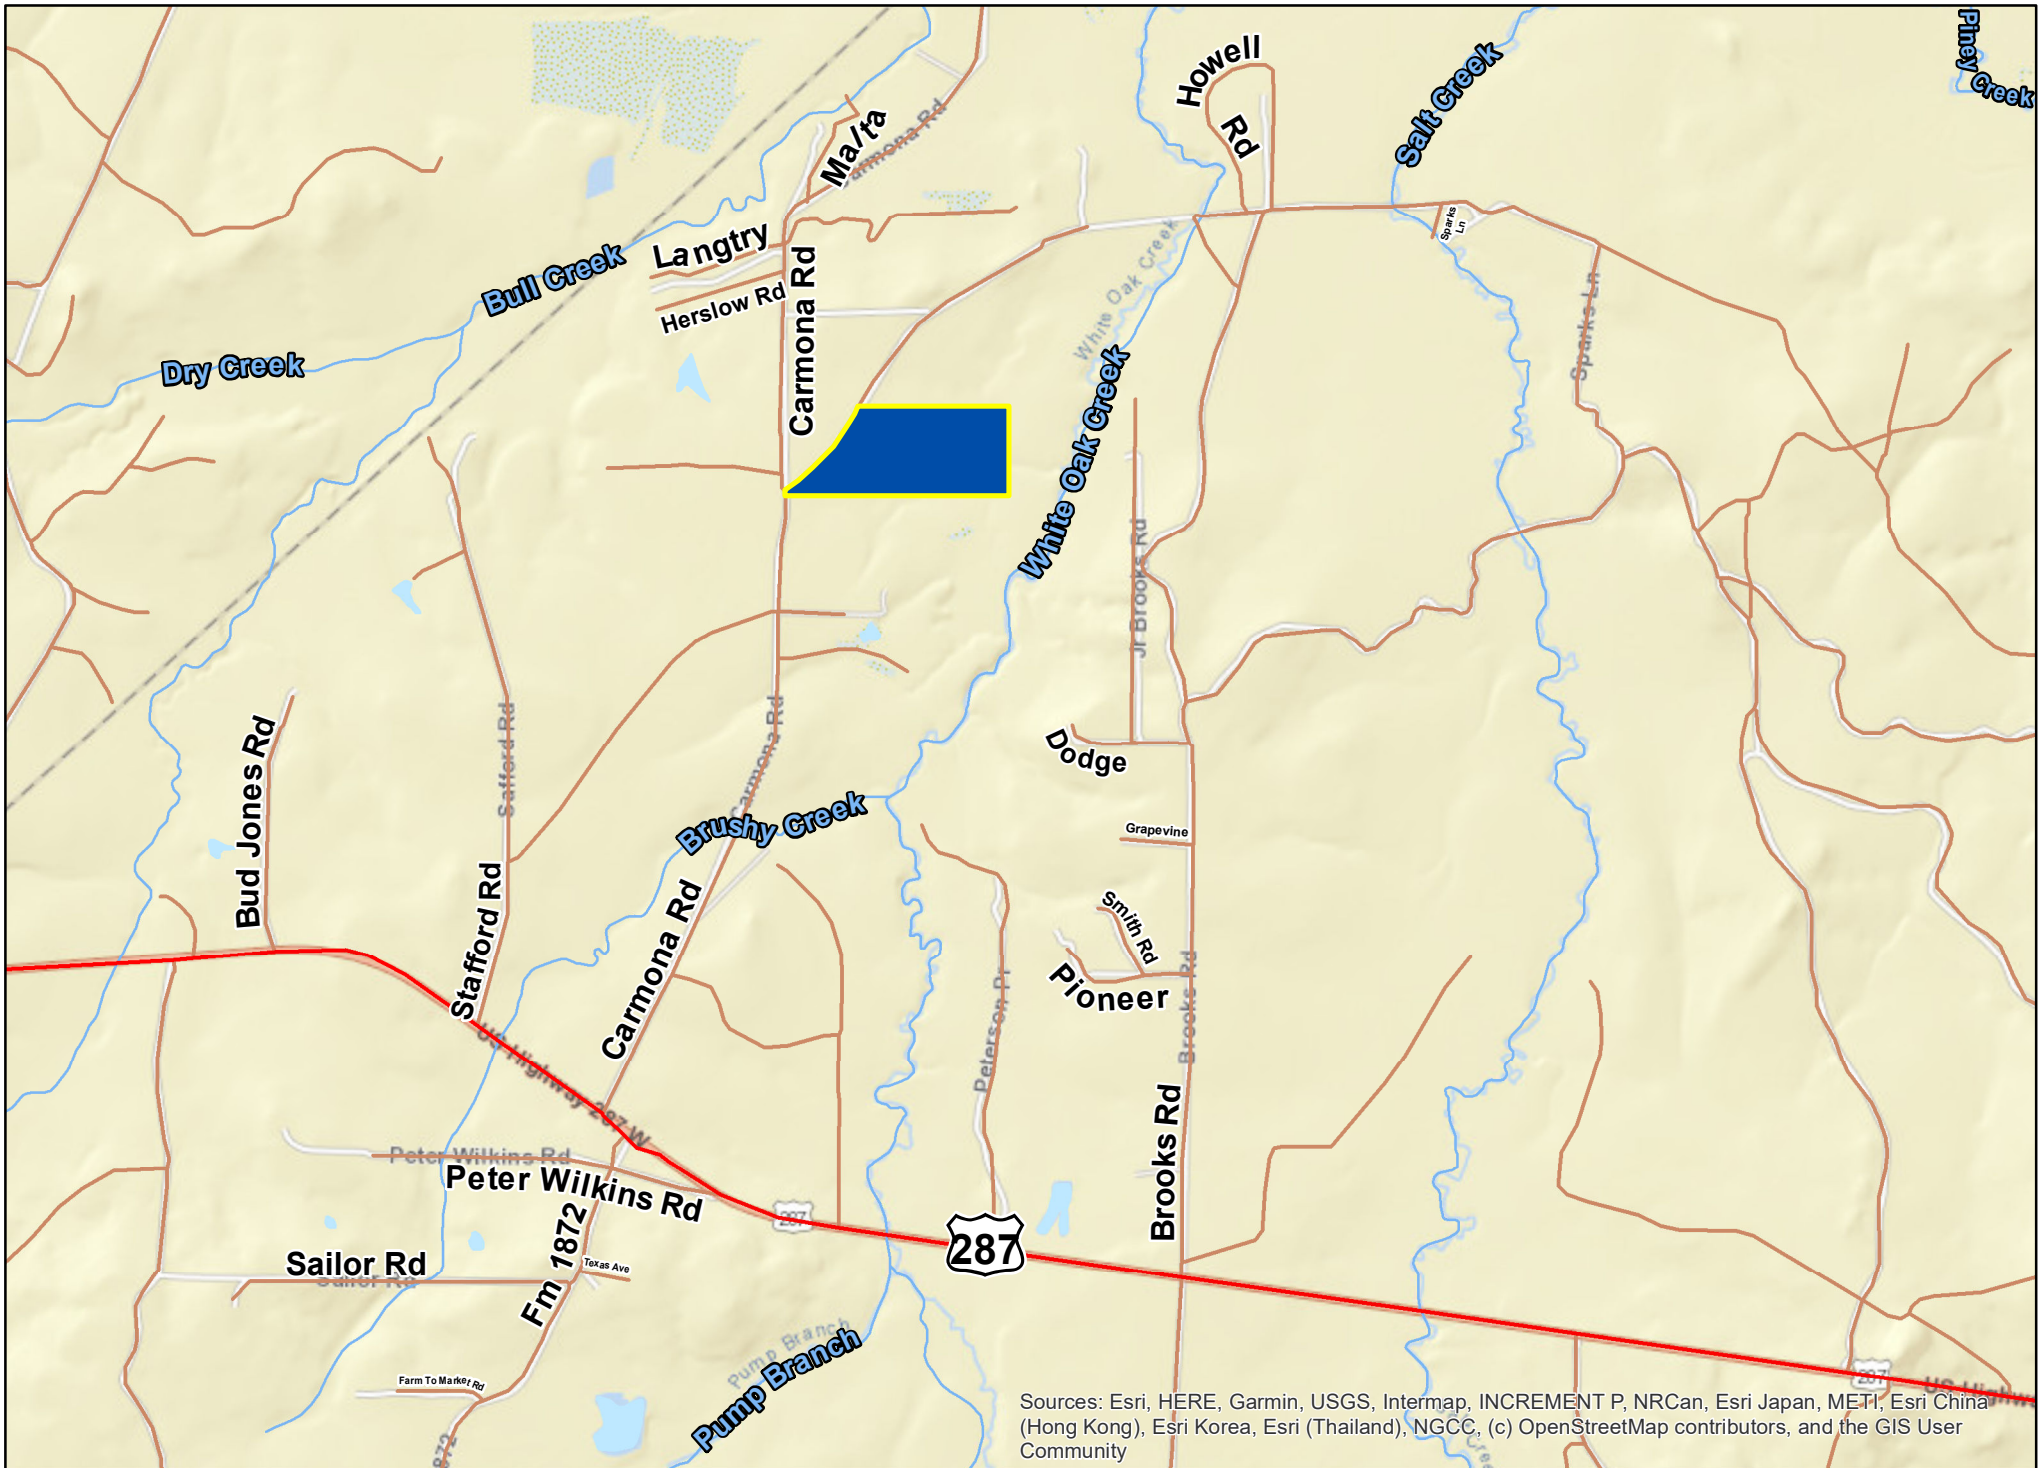 Piney Creek
Howell Rd
Salt Creek
Ma/ta
Carmona Rd
Langtry
Bull Creek
Herslow Rd
Carmona Rd
White Oak Creek
Sparks Ln
Sparks Ln
Dry Creek
White Oak Creek
Jr Brooks Rd
Safford Rd
Carmona Rd
Bud Jones Rd
Dodge
Brushy Creek
Grapevine
Stafford Rd
Carmona Rd
Smith Rd
Pioneer
Peterson Dr
Brooks Rd
US Highway 287 W
Brooks Rd
Peter Wilkins Rd
Peter Wilkins Rd
287
287
Sailor Rd
Sailor Rd
Fm 1872
Texas Ave
Pump Branch
Pump Branch
Farm To Market Rd
287
Sources: Esri, HERE, Garmin, USGS, Intermap, INCREMENT P, NRCan, Esri Japan, METI, Esri China
(Hong Kong), Esri Korea, Esri (Thailand), NGCC, (c) OpenStreetMap contributors, and the GIS User
Community